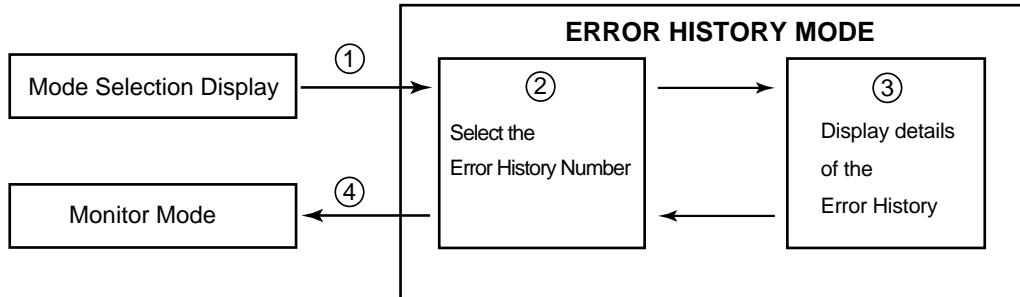 ERROR HISTORY MODE
Mode Selection Display
①
②
Select the
Error History Number
③
Display details
of the
Error History
④
Monitor Mode